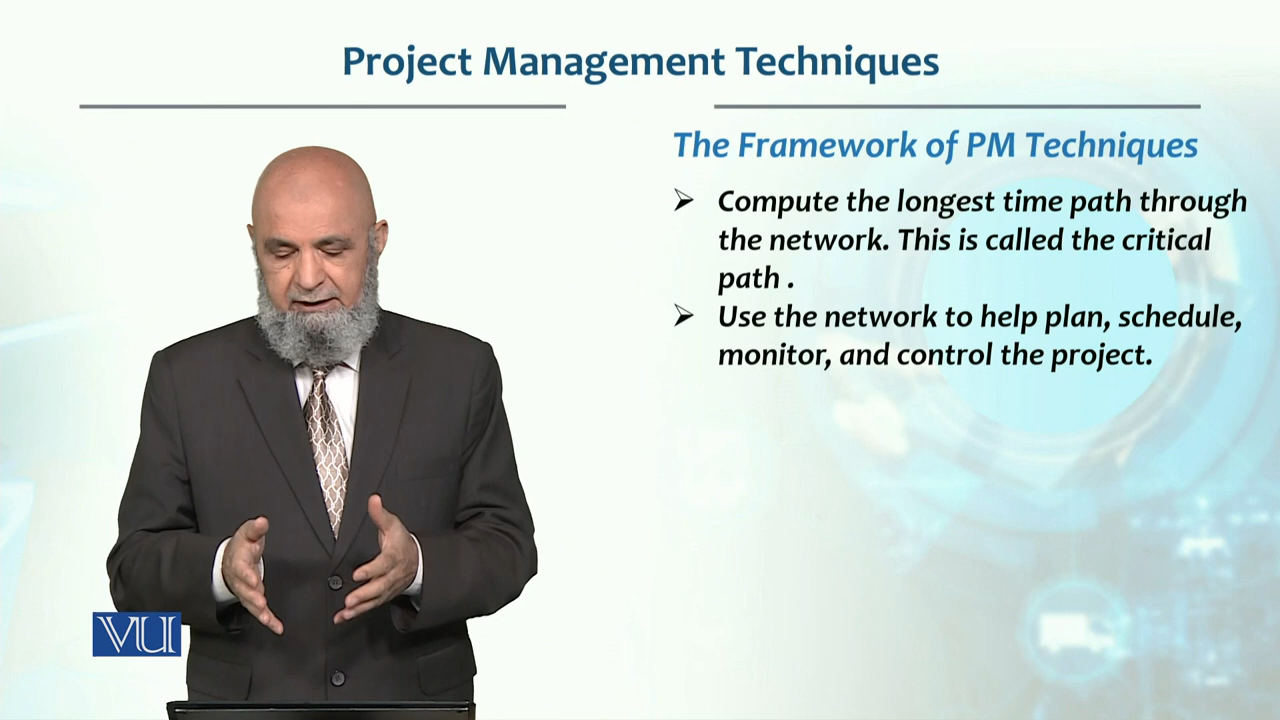 Project Management Techniques
The Framework of PM Techniques
➢ Compute the longest time path through
the network. This is called the critical
path .
➢ Use the network to help plan, schedule,
monitor, and control the project.
VU